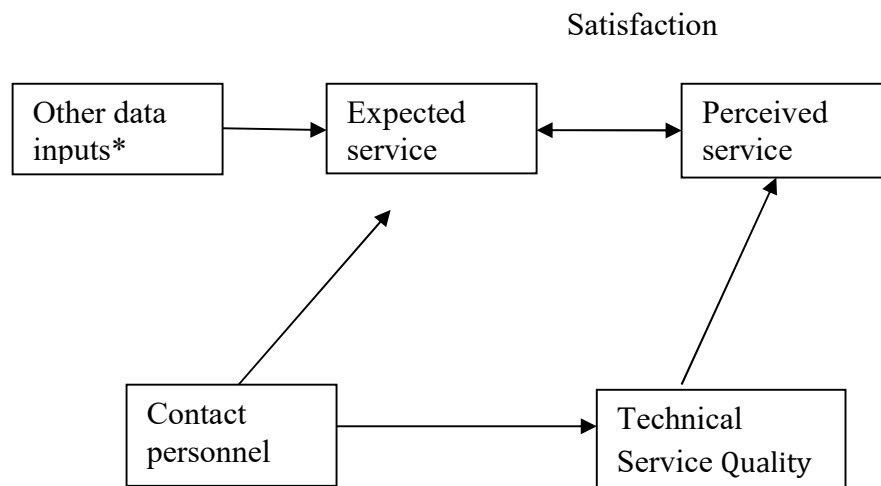 Satisfaction
Other data
inputs*
Expected
service
Perceived
service
Contact
personnel
Technical
Service Quality